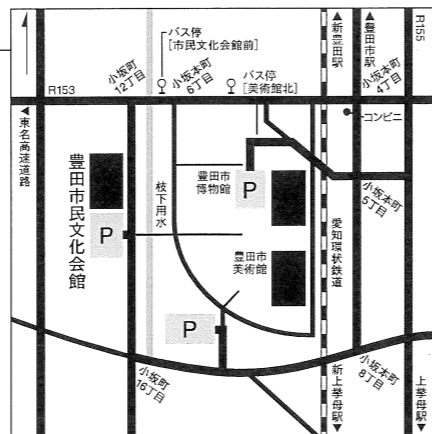 バス停
[市民文化会館前]
小坂町
12丁目
小坂本町
6丁目
バス停
[美術館北]
▲新豊田駅
▲豊田市駅
小坂本町
4丁目
R155
R153
コンビニ
▲東名高速道路
豊田市民文化会館
P
枝下用水
豊田市
博物館
P
小坂本町
5丁目
愛知環状鉄道
豊田市
美術館
P
小坂町
16丁目
新上挙母駅▼
小坂本町
8丁目
上挙母駅▼